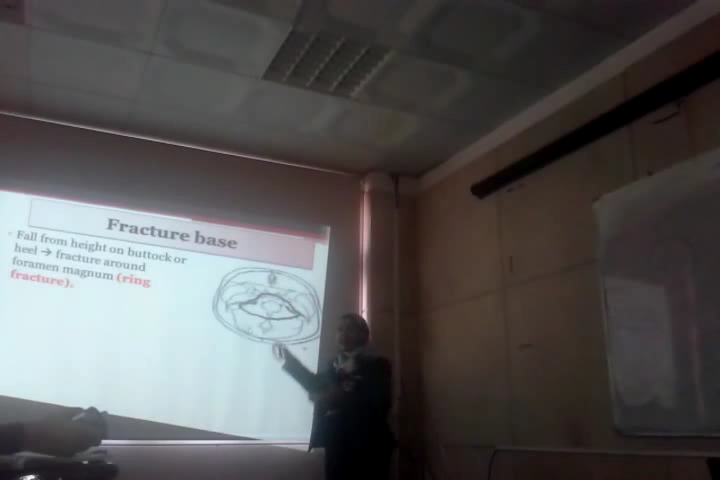 Fracture base
Fall from height on buttock or
heel → fracture around
foramen magnum (ring
fracture).